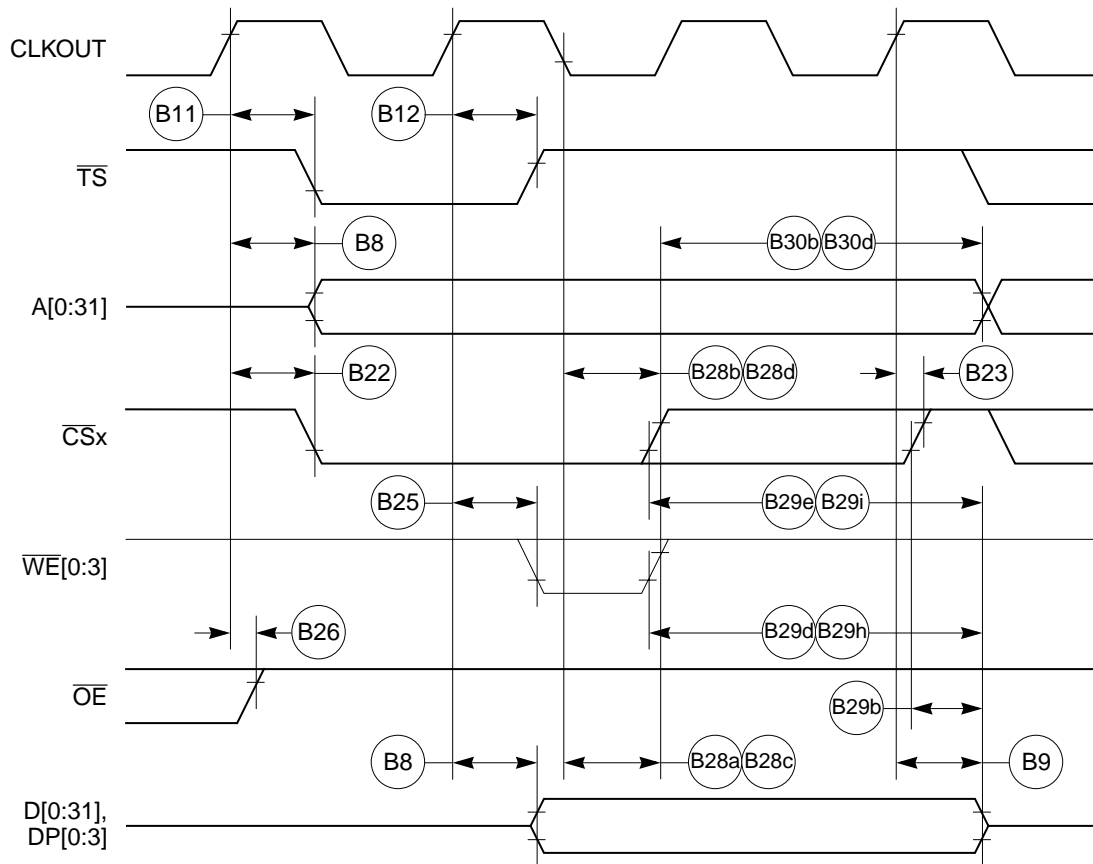 CLKOUT
B11
B12
TS
B8
B30b B30d
A[0:31]
B22
B28b B28d
B23
CSx
B25
B29e B29i
WE[0:3]
B26
B29d B29h
OE
B29b
B8
B28a B28c
B9
D[0:31],
DP[0:3]